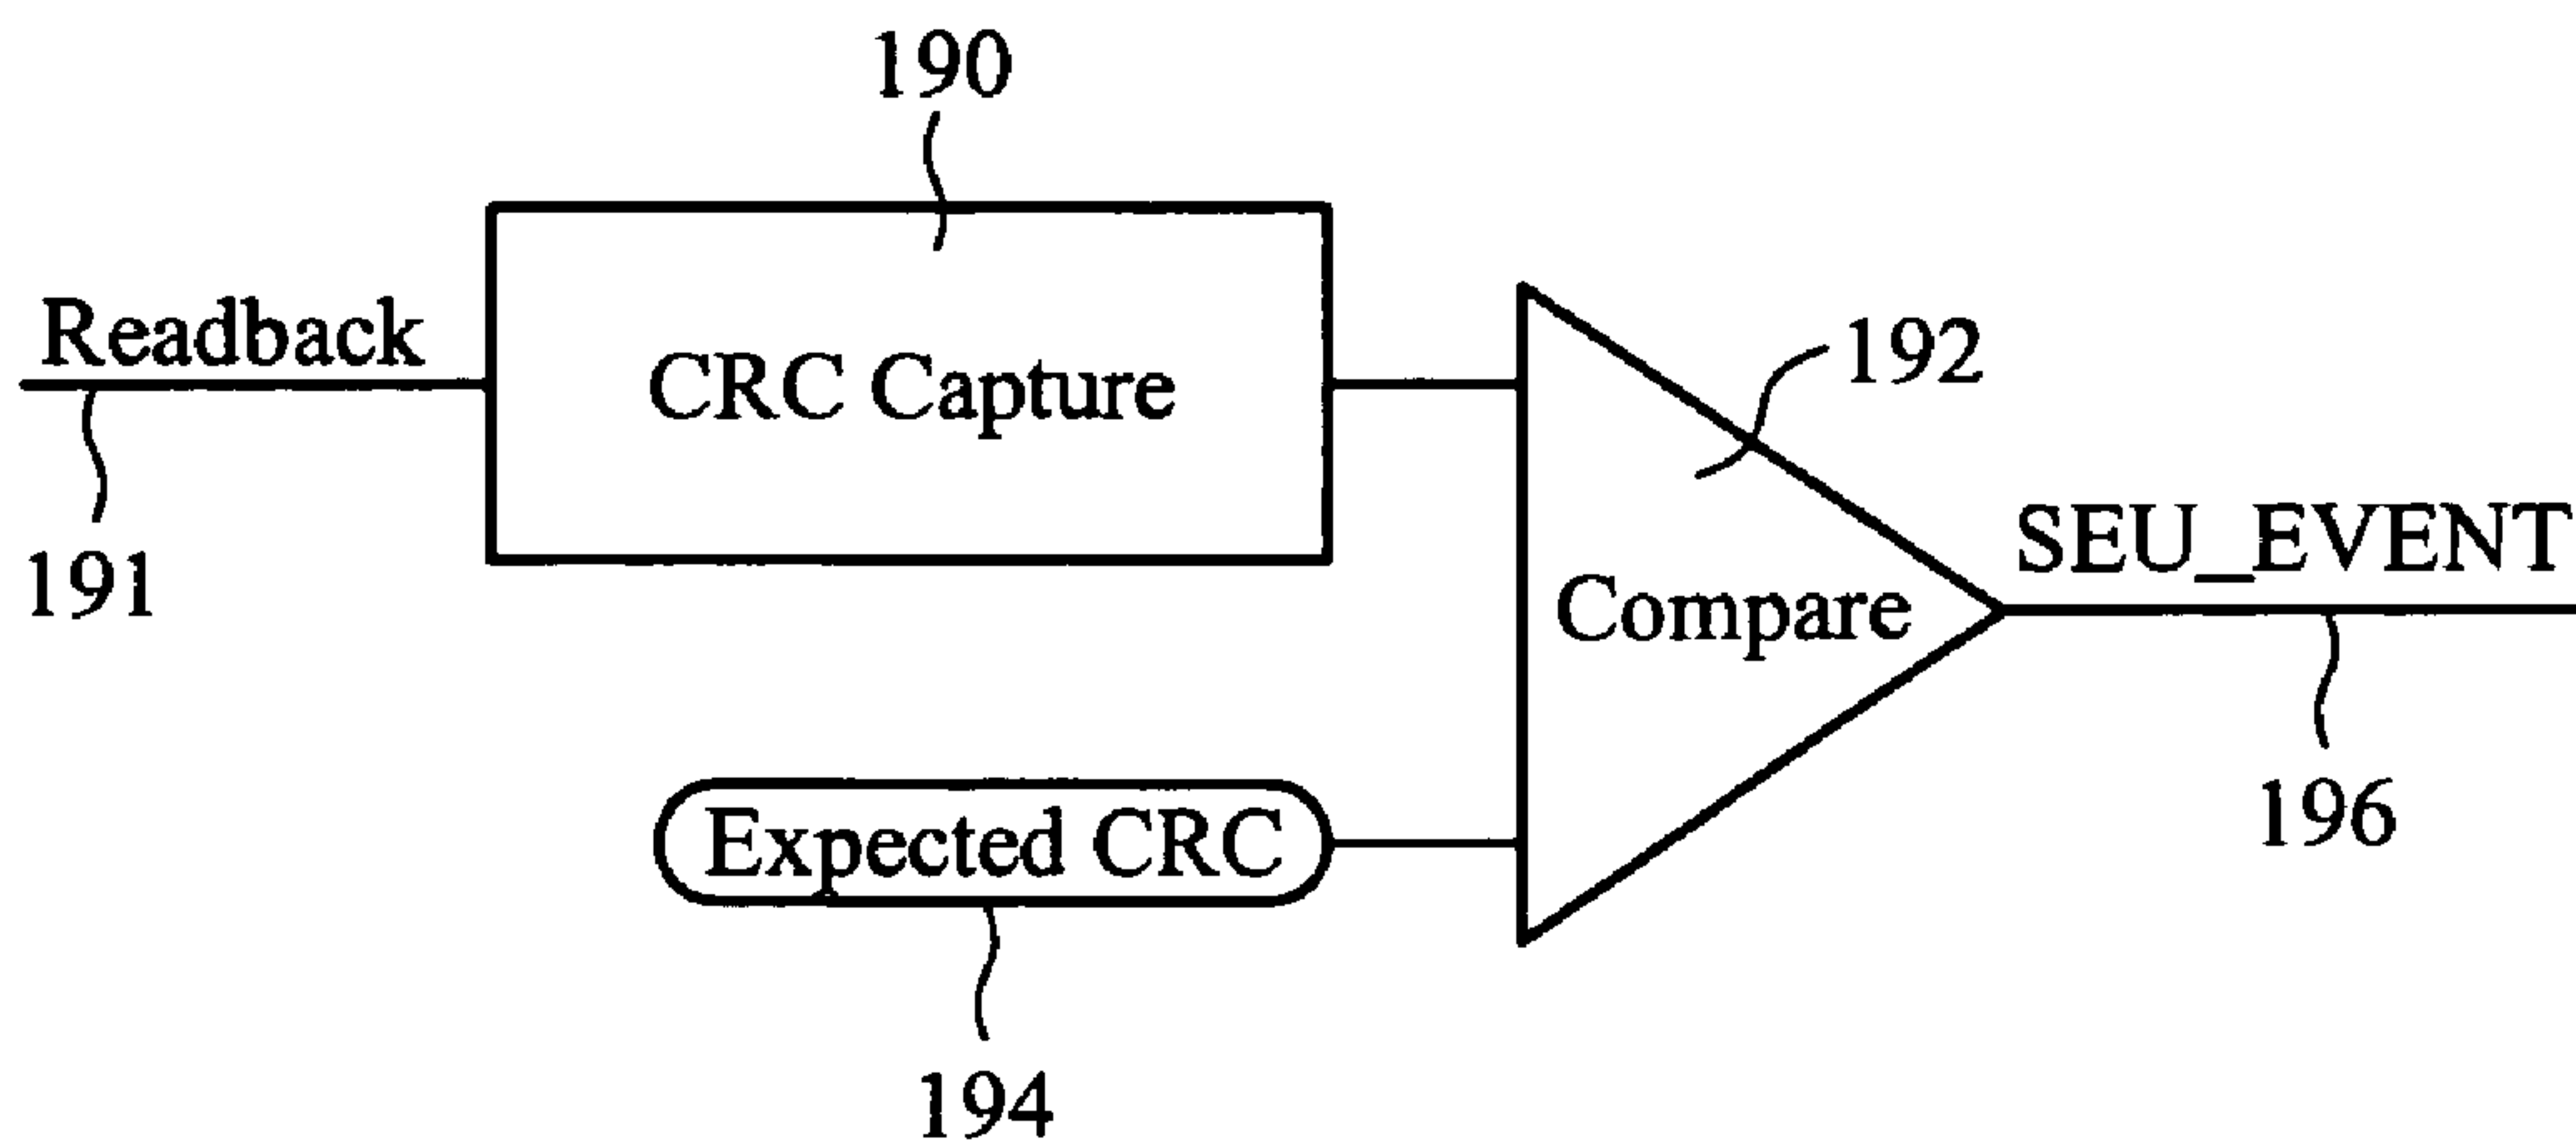 190
Readback
CRC Capture
192
191
SEU_EVENT
Compare
Expected CRC
196
194